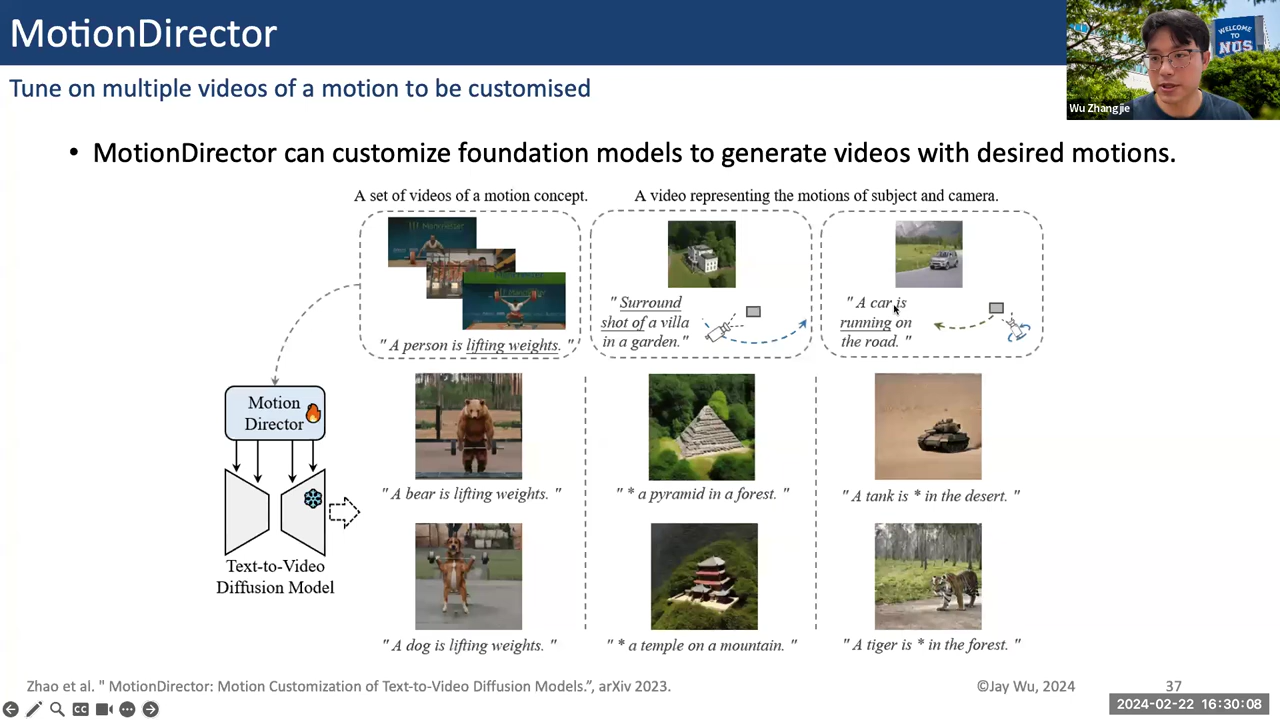 MotionDirector
WELCOME
TO
NUS
Wu Zhangjie
Tune on multiple videos of a motion to be customised
• MotionDirector can customize foundation models to generate videos with desired motions.
A set of videos of a motion concept.
A video representing the motions of subject and camera.
" A person is lifting weights. "
" Surround
shot of a villa
in a garden."
" A car is
running on
the road. "
Motion
Director
Text-to-Video
Diffusion Model
" A bear is lifting weights. "
" * a pyramid in a forest. "
" A tank is * in the desert. "
" A dog is lifting weights. "
" * a temple on a mountain. "
" A tiger is * in the forest. "
Zhao et al. " MotionDirector: Motion Customization of Text-to-Video Diffusion Models.”, arXiv 2023.
©Jay Wu, 2024
37
CC
2024-02-22 16:30:08